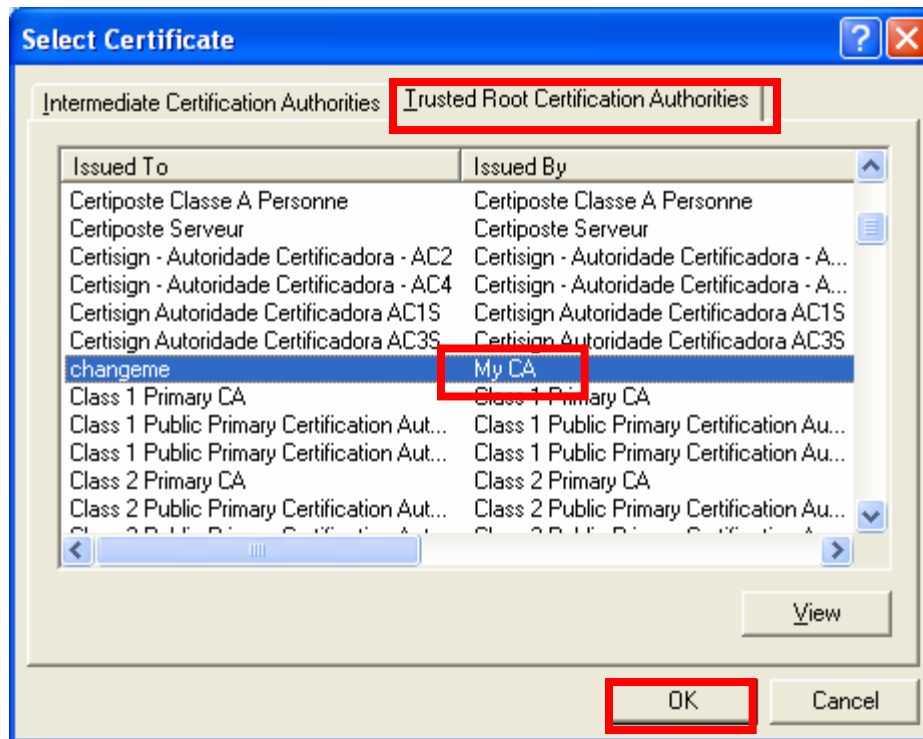 Select Certificate
Intermediate Certification Authorities Trusted Root Certification Authorities
Issued To Issued By
Certiposte Classe A Personne Certiposte Classe A Personne
Certiposte Serveur Certiposte Serveur
Certisign - Autoridade Certificadora - AC2 Certisign - Autoridade Certificadora - A...
Certisign - Autoridade Certificadora - AC4 Certisign - Autoridade Certificadora - A...
Certisign Autoridade Certificadora AC1S Certisign Autoridade Certificadora AC1S
Certisign Autoridade Certificadora AC3S Certisign Autoridade Certificadora AC3S
changeme My CA
Class 1 Primary CA Class 1 Primary CA
Class 1 Public Primary Certification Aut... Class 1 Public Primary Certification Au...
Class 1 Public Primary Certification Aut... Class 1 Public Primary Certification Au...
Class 2 Primary CA Class 2 Primary CA
Class 2 Public Primary Certification Aut... Class 2 Public Primary Certification Au...
View
OK Cancel